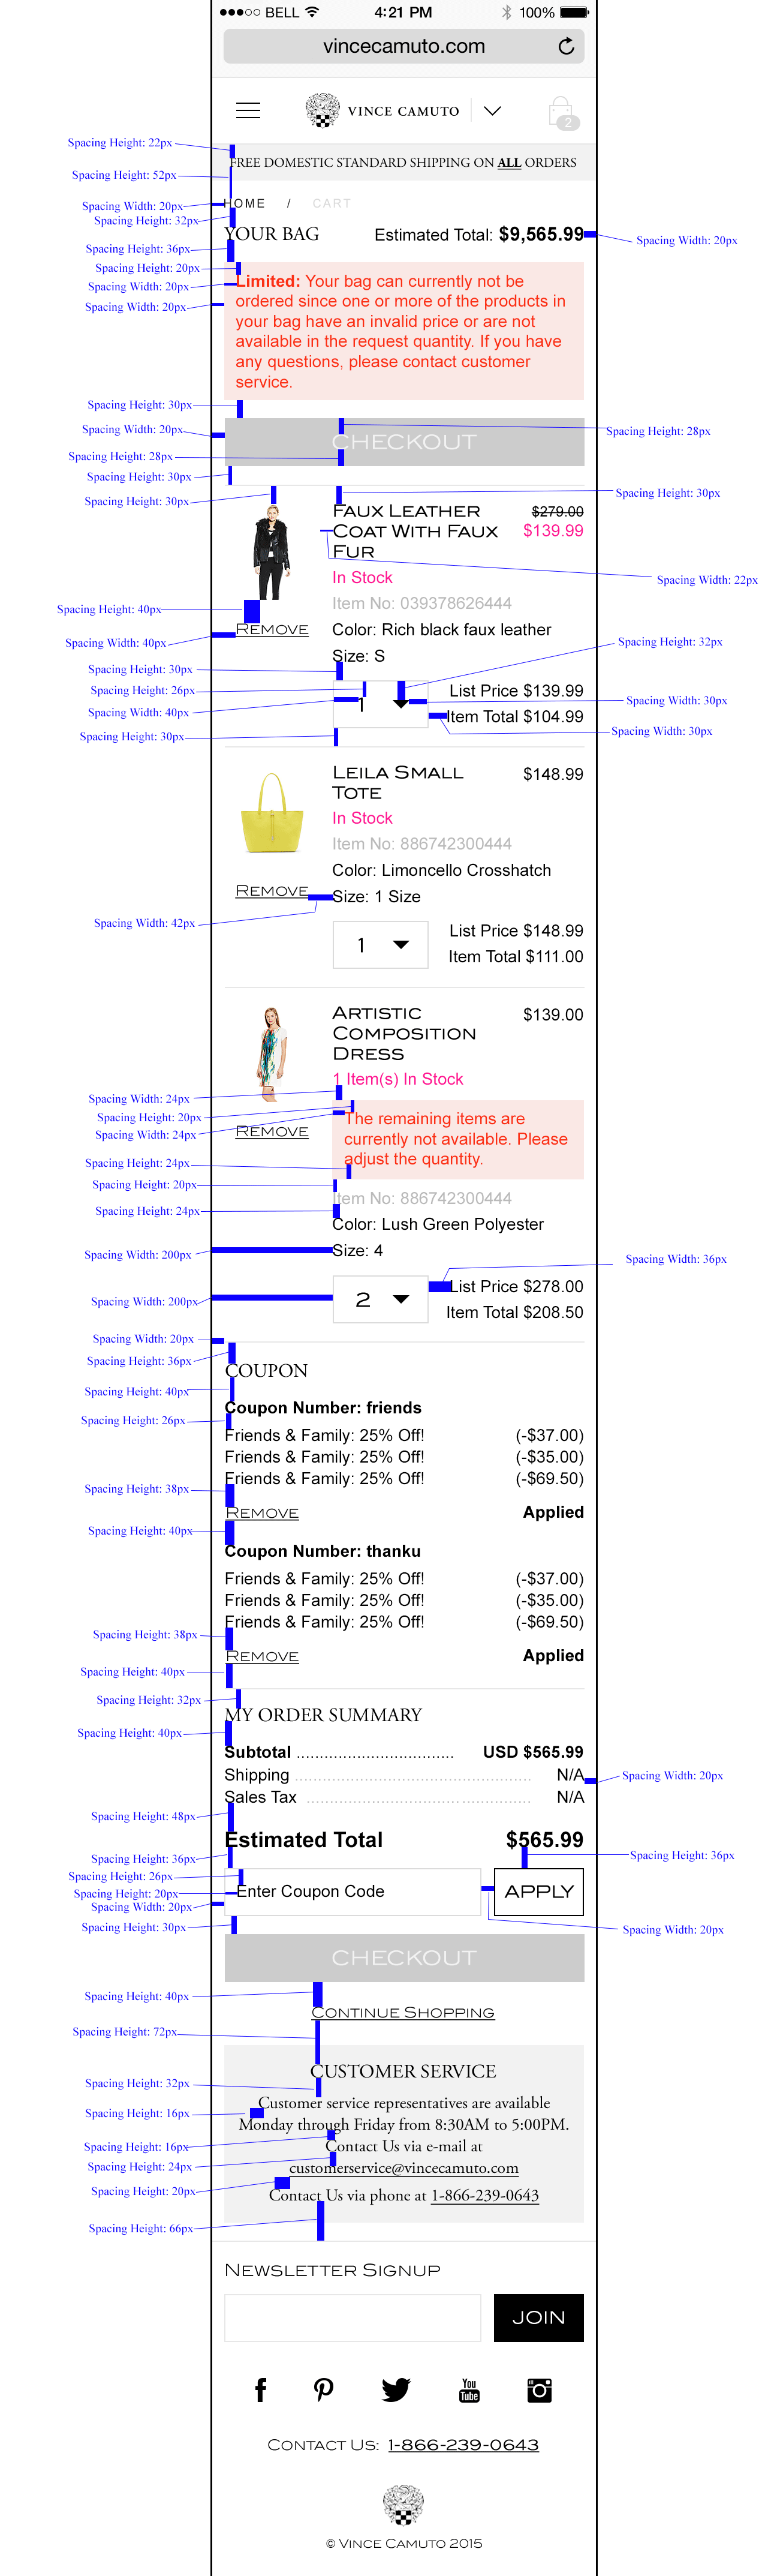 BELL 4:21 PM 100%
vincecamuto.com
VINCE CAMUTO
2
Spacing Height: 22px
FREE DOMESTIC STANDARD SHIPPING ON ALL ORDERS
Spacing Height: 52px
HOME / CART
Spacing Width: 20px
Spacing Height: 32px
YOUR BAG Estimated Total: $9,565.99
Spacing Width: 20px
Spacing Height: 36px
Spacing Height: 20px
Spacing Width: 20px
Spacing Width: 20px
Limited: Your bag can currently not be
ordered since one or more of the products in
your bag have an invalid price or are not
available in the request quantity. If you have
any questions, please contact customer
service.
Spacing Height: 30px
Spacing Width: 20px
Spacing Height: 28px
CHECKOUT
Spacing Height: 28px
Spacing Height: 30px
Spacing Height: 30px
Spacing Height: 30px
FAUX LEATHER
COAT WITH FAUX
FUR
$279.00
$139.99
In Stock
Spacing Width: 22px
Item No: 039378626444
Spacing Height: 40px
REMOVE
Color: Rich black faux leather
Spacing Width: 40px
Spacing Height: 32px
Size: S
Spacing Height: 30px
Spacing Height: 26px
Spacing Width: 40px
1
List Price $139.99
Item Total $104.99
Spacing Width: 30px
Spacing Width: 30px
Spacing Height: 30px
LEILA SMALL
TOTE
$148.99
In Stock
Item No: 886742300444
Color: Limoncello Crosshatch
REMOVE
Size: 1 Size
Spacing Width: 42px
1
List Price $148.99
Item Total $111.00
ARTISTIC
COMPOSITION
DRESS
$139.00
1 Item(s) In Stock
Spacing Width: 24px
Spacing Height: 20px
Spacing Width: 24px
REMOVE
The remaining items are
currently not available. Please
adjust the quantity.
Spacing Height: 24px
Spacing Height: 20px
Item No: 886742300444
Spacing Height: 24px
Color: Lush Green Polyester
Spacing Width: 200px
Size: 4
Spacing Width: 36px
Spacing Width: 200px
2
List Price $278.00
Item Total $208.50
Spacing Width: 20px
Spacing Height: 36px
COUPON
Spacing Height: 40px
Coupon Number: friends
Spacing Height: 26px
Friends & Family: 25% Off! (-$37.00)
Friends & Family: 25% Off! (-$35.00)
Friends & Family: 25% Off! (-$69.50)
Spacing Height: 38px
REMOVE Applied
Spacing Height: 40px
Coupon Number: thanku
Friends & Family: 25% Off! (-$37.00)
Friends & Family: 25% Off! (-$35.00)
Friends & Family: 25% Off! (-$69.50)
Spacing Height: 38px
REMOVE Applied
Spacing Height: 40px
Spacing Height: 32px
MY ORDER SUMMARY
Spacing Height: 40px
Subtotal ................................. USD $565.99
Shipping ................................. N/A
Spacing Width: 20px
Sales Tax ................................. N/A
Spacing Height: 48px
Estimated Total $565.99
Spacing Height: 36px
Spacing Height: 36px
Spacing Height: 26px
Spacing Height: 20px
Spacing Width: 20px
Enter Coupon Code APPLY
Spacing Height: 30px
Spacing Width: 20px
CHECKOUT
Spacing Height: 40px
CONTINUE SHOPPING
Spacing Height: 72px
CUSTOMER SERVICE
Spacing Height: 32px
Customer service representatives are available
Spacing Height: 16px
Monday through Friday from 8:30AM to 5:00PM.
Spacing Height: 16px
Contact Us via e-mail at
Spacing Height: 24px
customerservice@vincecamuto.com
Spacing Height: 20px
Contact Us via phone at 1-866-239-0643
Spacing Height: 66px
NEWSLETTER SIGNUP
JOIN
You Tube
CONTACT US: 1-866-239-0643
© VINCE CAMUTO 2015